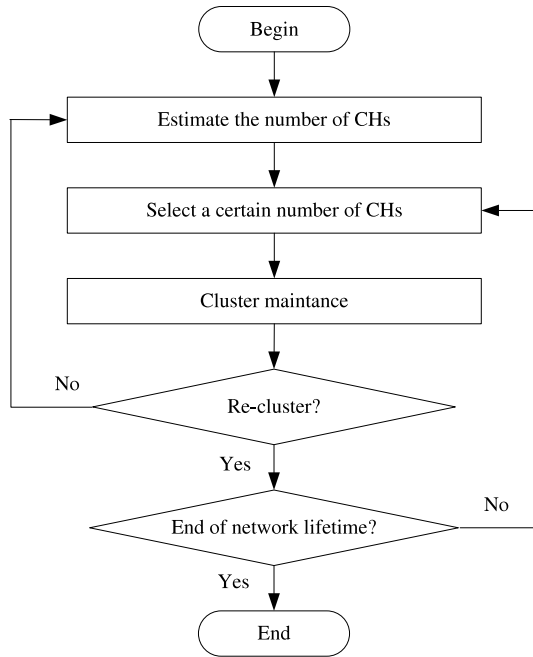 Begin
Estimate the number of CHs
Select a certain number of CHs
Cluster maintance
No
Re-cluster?
Yes
No
End of network lifetime?
Yes
End